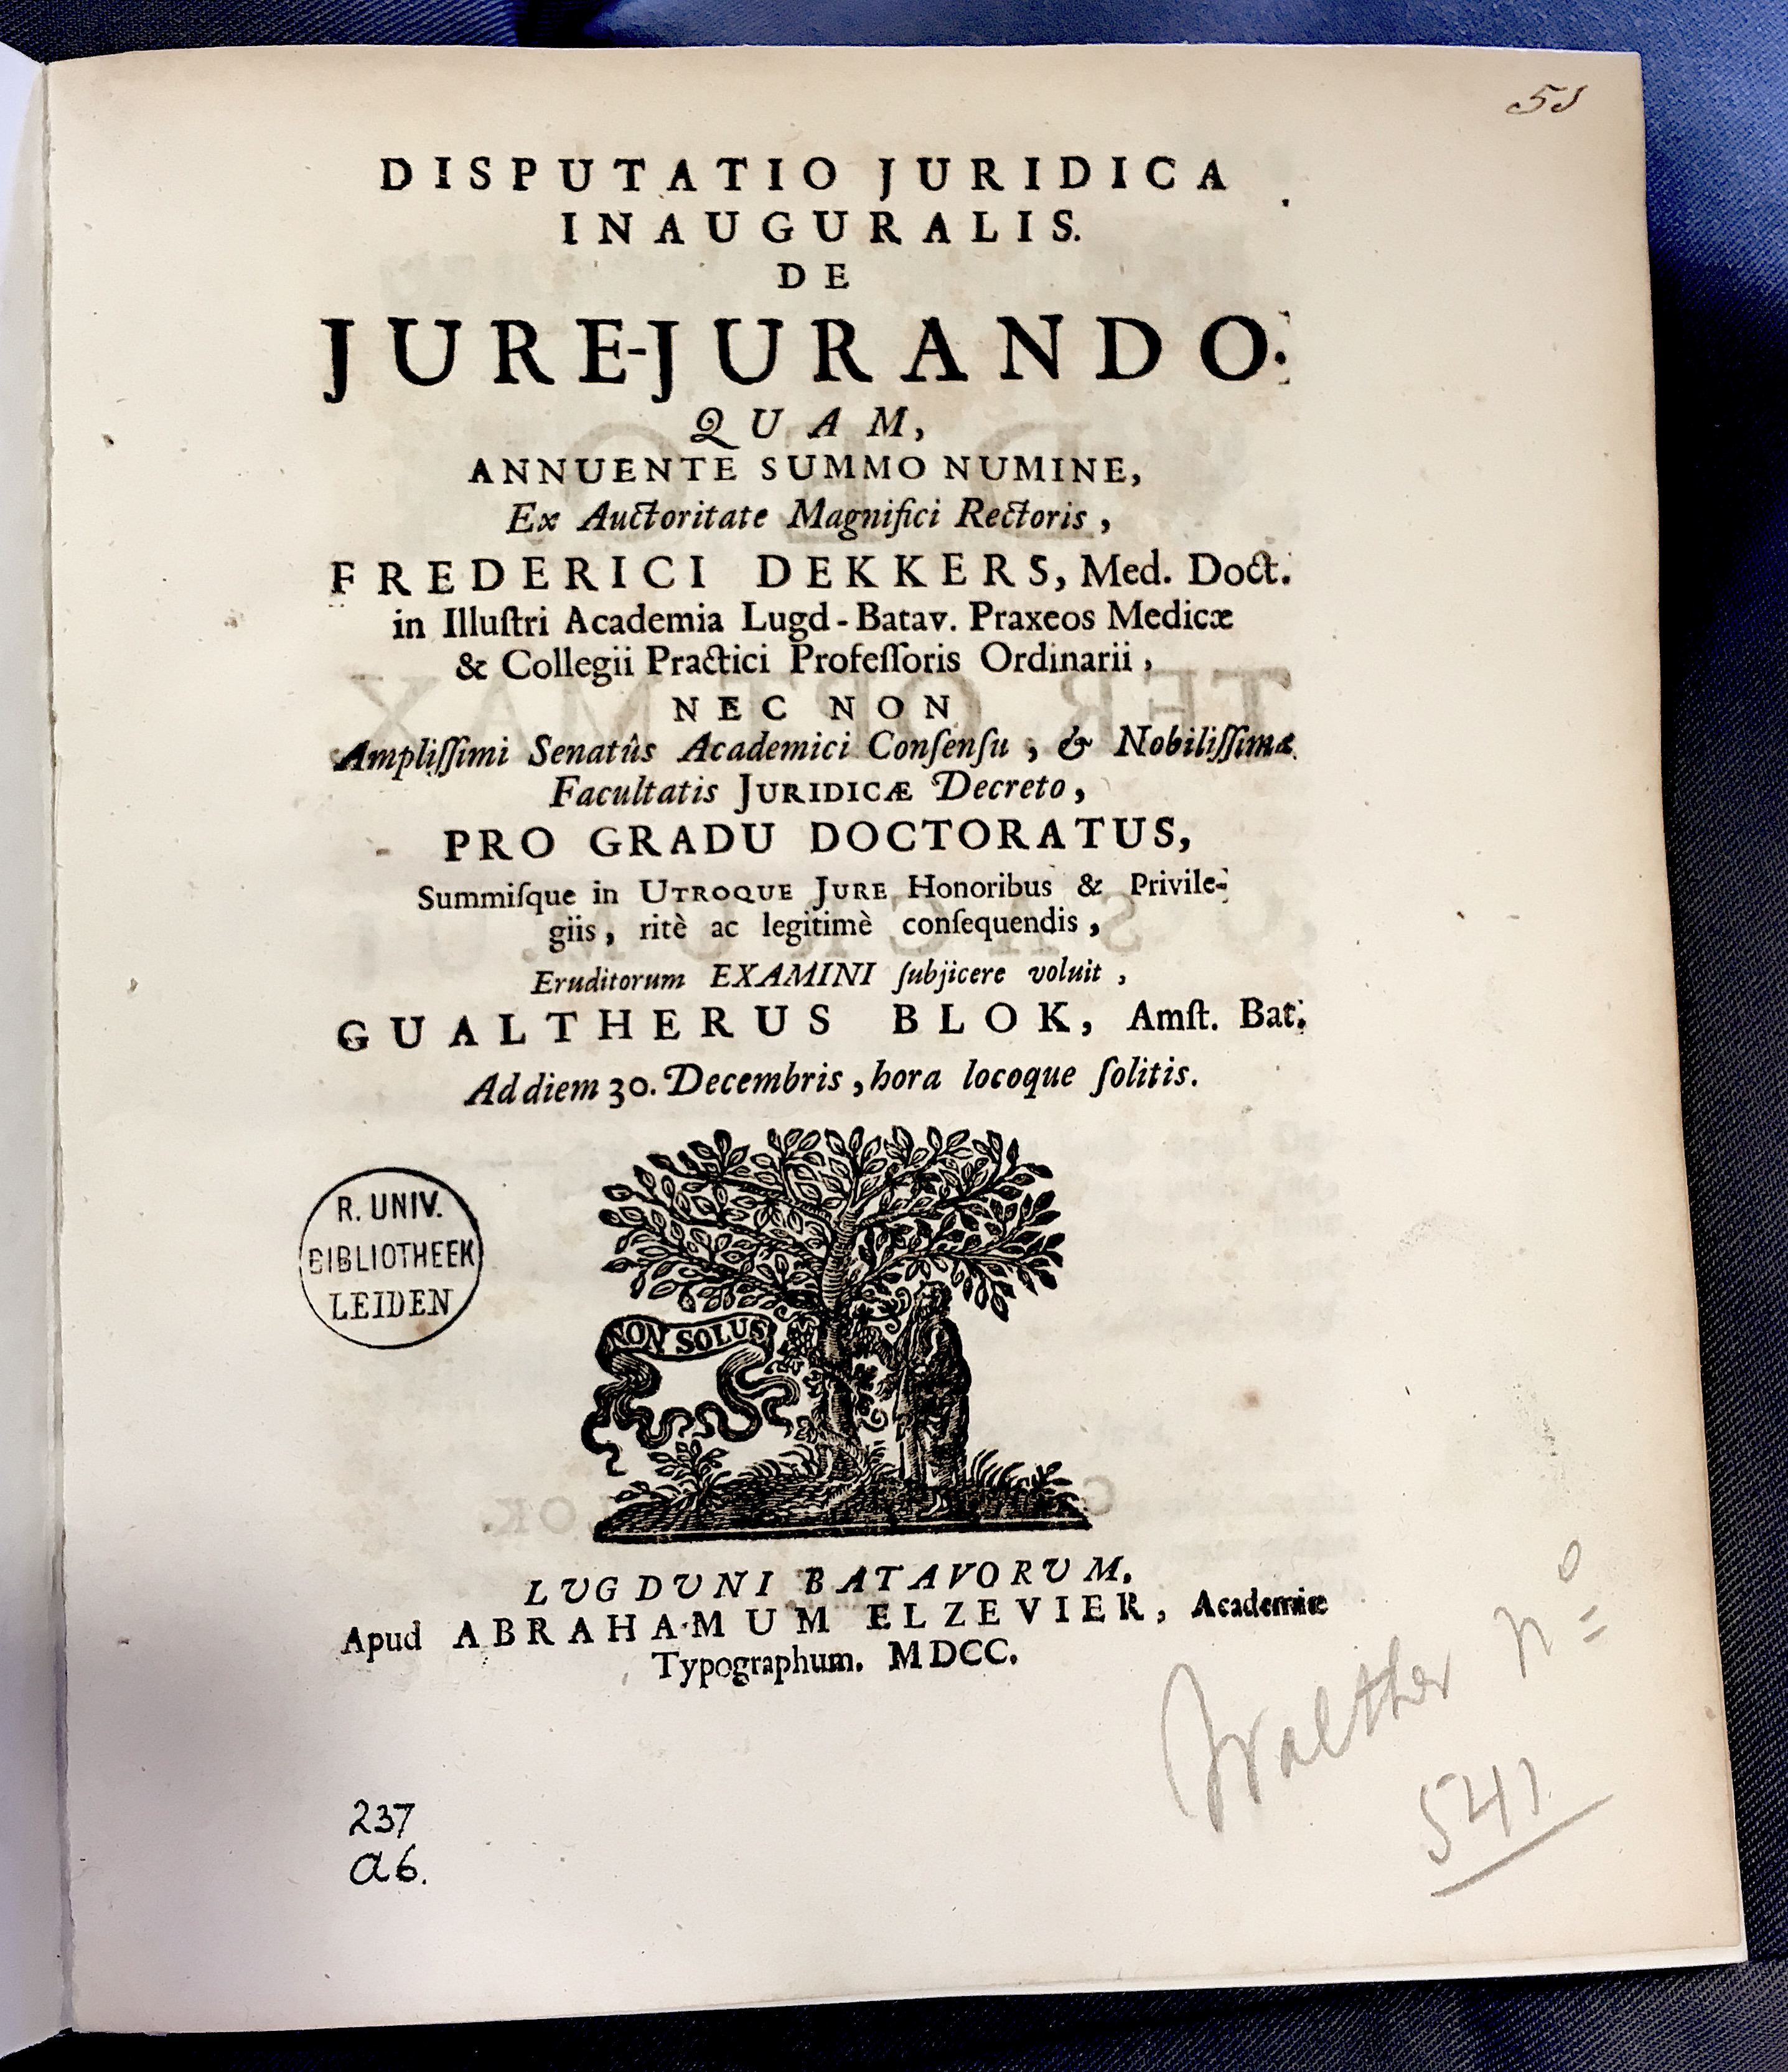 51
DISPUTATIO JURIDICA
INAUGURALIS.
DE
JURE-JURANDO.
QUAM,
ANNUENTE SUMMO NUMINE,
Ex Auctoritate Magnifici Rectoris,
FREDERICI DEKKERS, Med. Doct.
in Illuſtri Academia Lugd-Batav. Praxeos Medicæ
& Collegii Practici Profeſſoris Ordinarii,
NEC NON
Ampliſſimi Senatûs Academici Conſenſu, & Nobiliſſimæ
Facultatis JURIDICÆ Decreto,
PRO GRADU DOCTORATUS,
Summiſque in UTROQUE JURE Honoribus & Privile-
giis, ritè ac legitimè conſequendis,
Eruditorum EXAMINI ſubjicere voluit,
GUALTHERUS BLOK, Amſt. Bat.
Ad diem 30. Decembris, hora locoque ſolitis.
R. UNIV.
BIBLIOTHEEK
LEIDEN
NON SOLUS
LUGDUNI BATAVORUM.
Apud ABRAHAMUM ELZEVIER, Academiæ
Typographum. MDCC.
Walther no
541
237
a6.